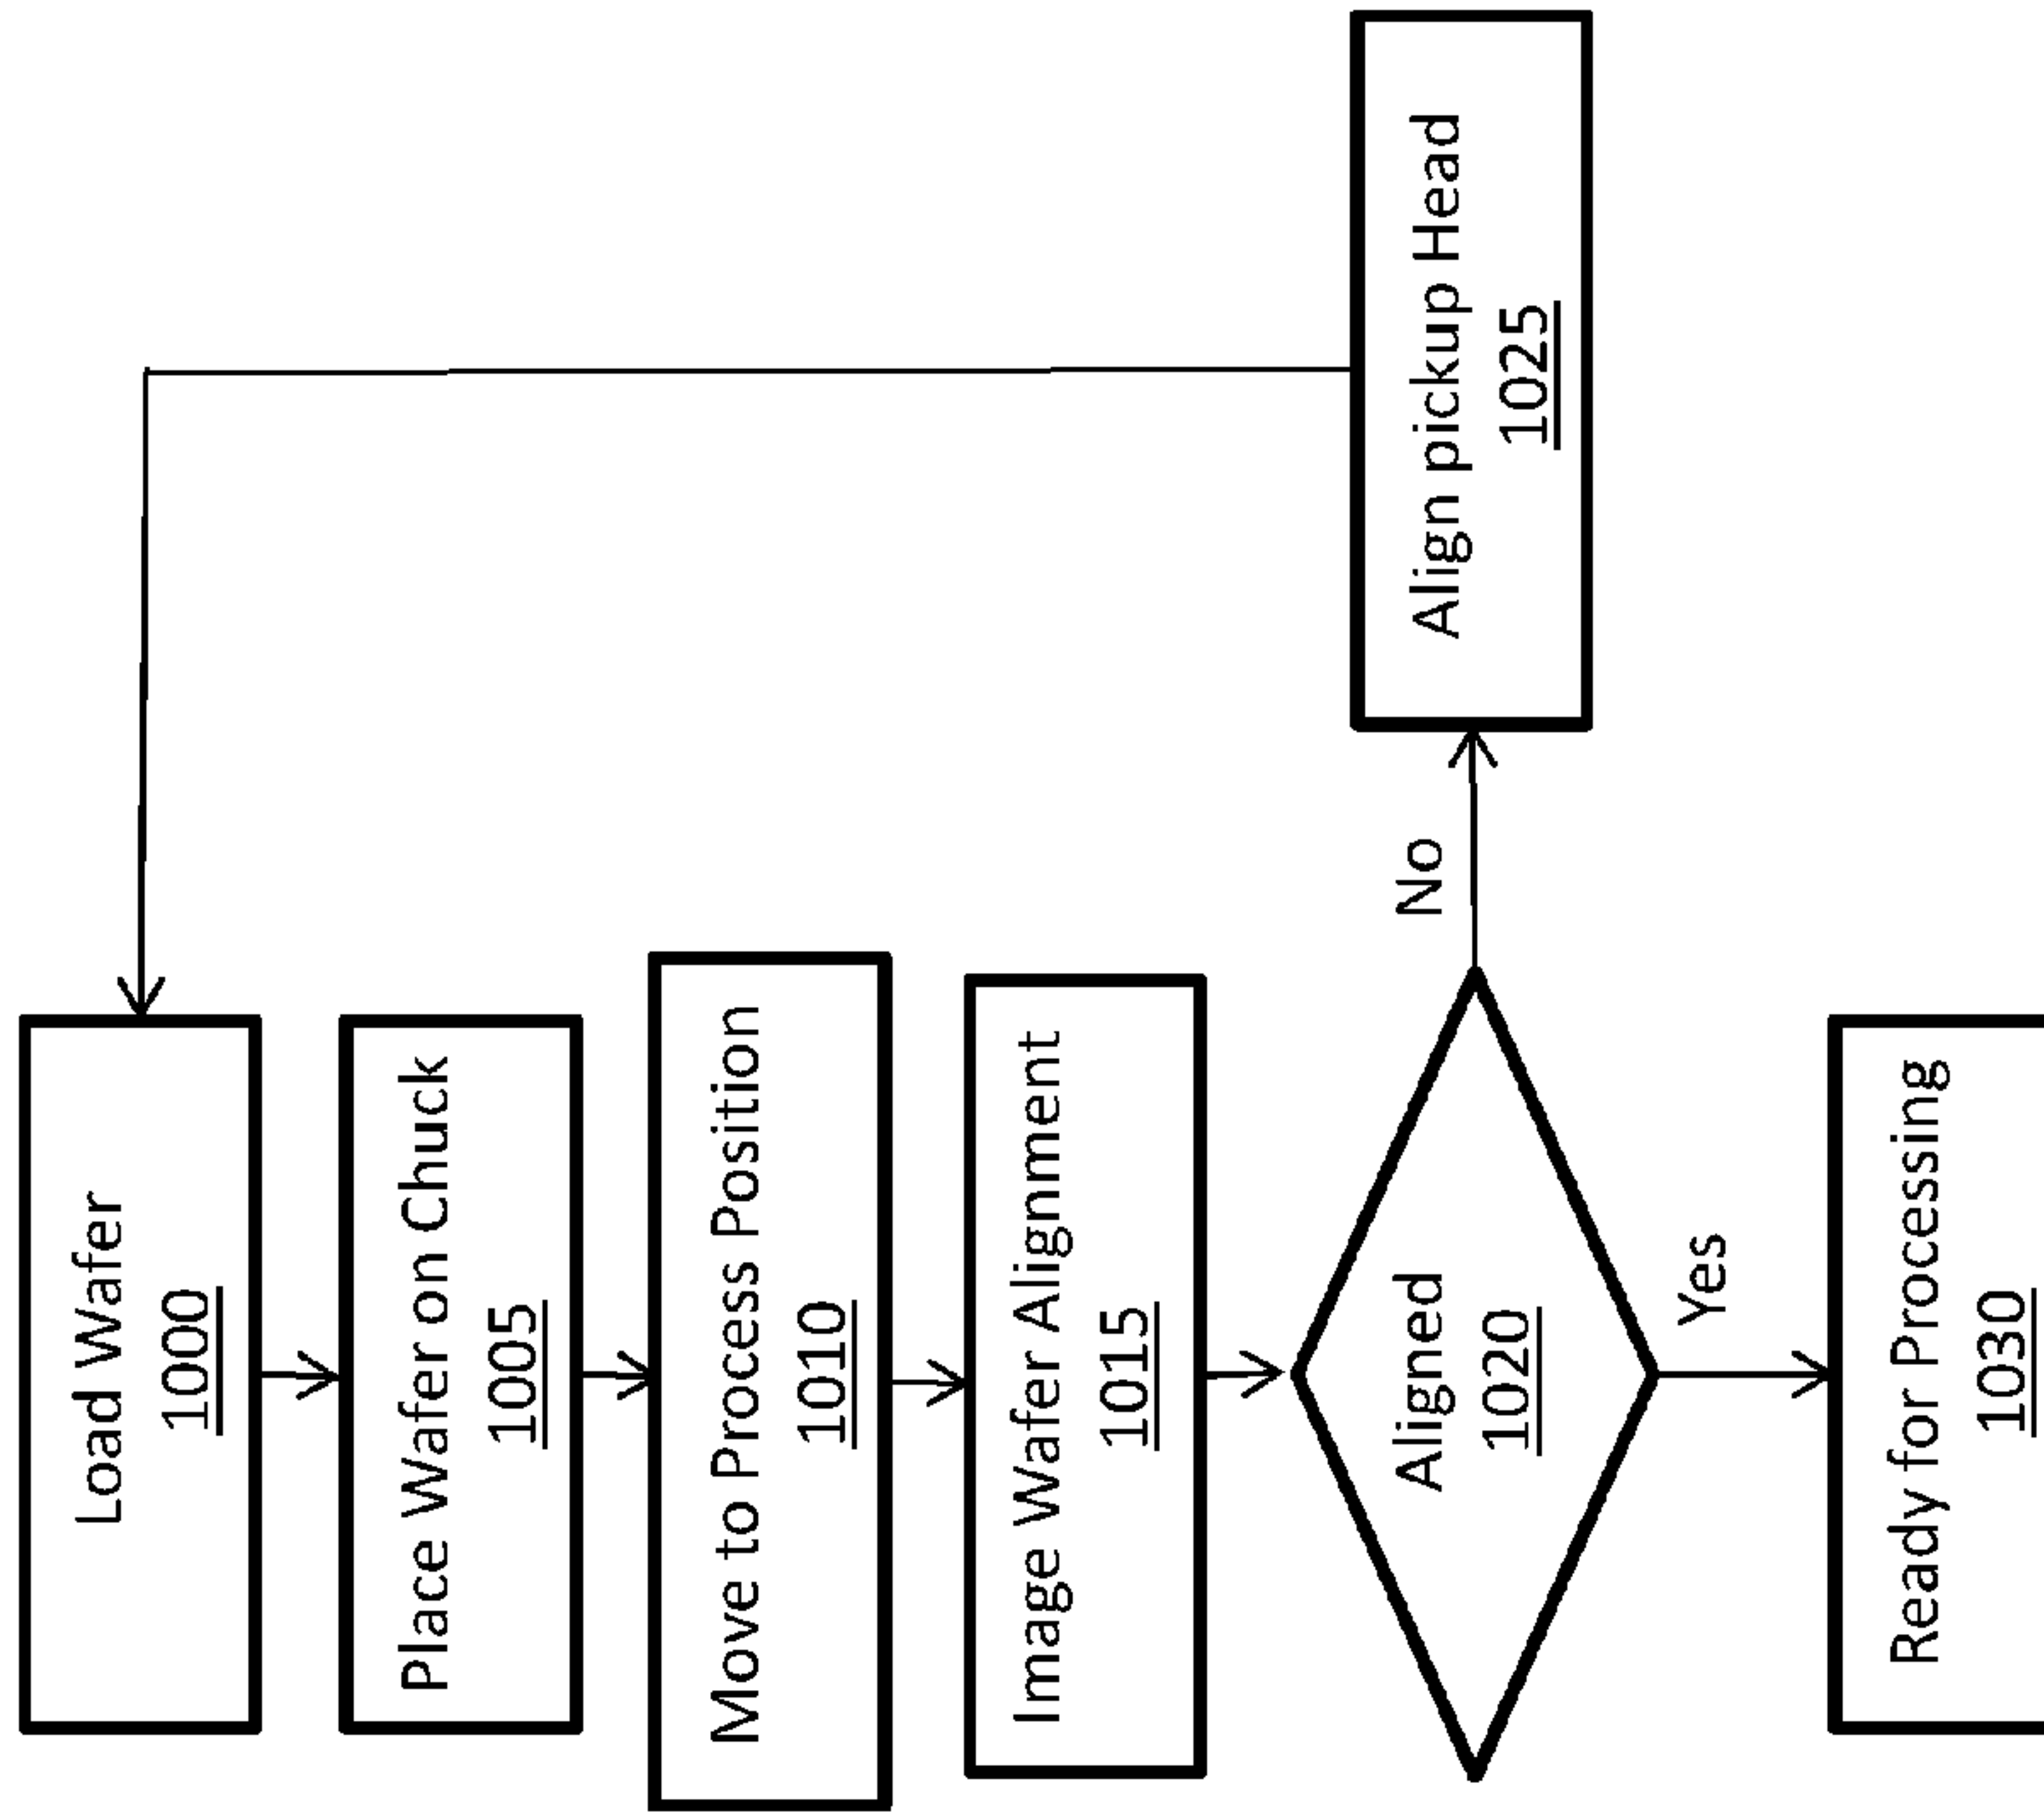 Load Wafer
1000
Place Wafer on Chuck
1005
Move to Process Position
1010
Image Wafer Alignment
1015
Aligned
1020
No
Align pickup Head
1025
Yes
Ready for Processing
1030